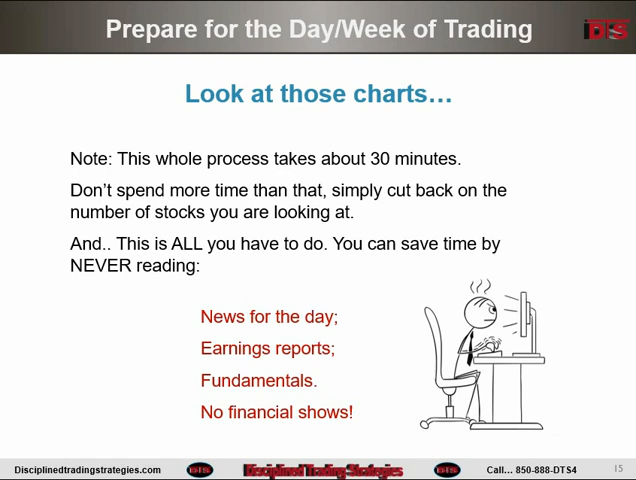 Prepare for the Day/Week of Trading
DTS
Look at those charts…
Note: This whole process takes about 30 minutes.
Don’t spend more time than that, simply cut back on the
number of stocks you are looking at.
And.. This is ALL you have to do. You can save time by
NEVER reading:
News for the day;
Earnings reports;
Fundamentals.
No financial shows!
Disciplinedtradingstrategies.com
DTS
Disciplined Trading Strategies
DTS
Call… 850-888-DTS4
15